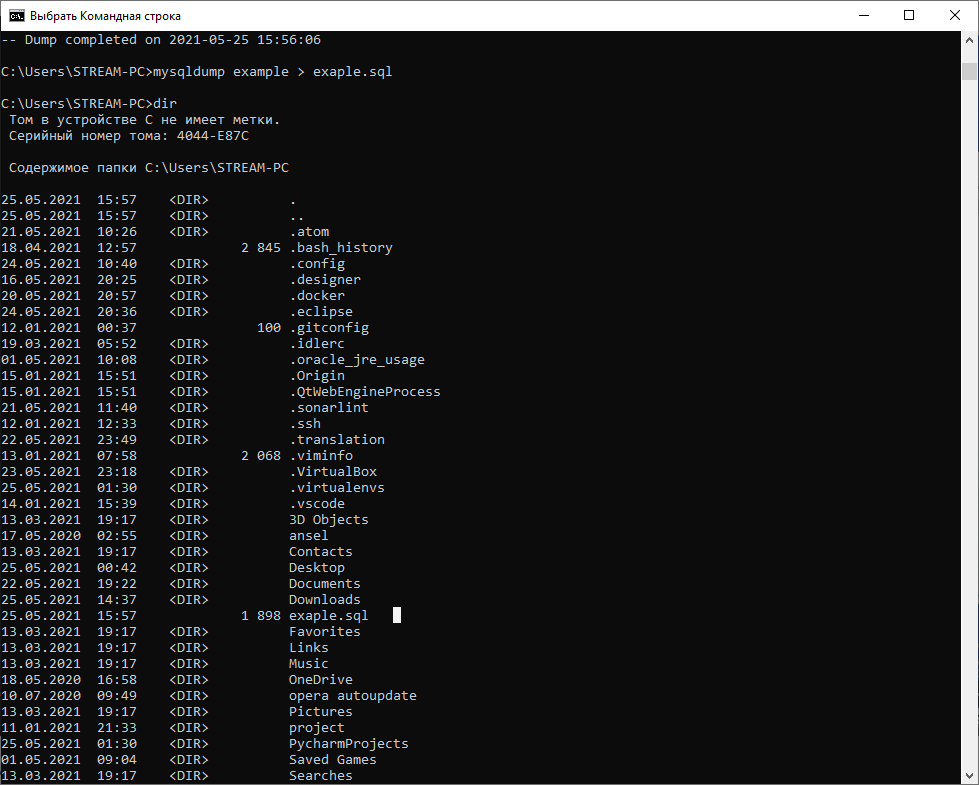 Выбрать Командная строка
-- Dump completed on 2021-05-25 15:56:06
C:\Users\STREAM-PC>mysqldump example > exaple.sql
C:\Users\STREAM-PC>dir
Том в устройстве C не имеет метки.
Серийный номер тома: 4044-E87C
Содержимое папки C:\Users\STREAM-PC
25.05.2021 15:57 <DIR> .
25.05.2021 15:57 <DIR> ..
21.05.2021 10:26 <DIR> .atom
18.04.2021 12:57 2 845 .bash_history
24.05.2021 10:40 <DIR> .config
16.05.2021 20:25 <DIR> .designer
20.05.2021 20:57 <DIR> .docker
24.05.2021 20:36 <DIR> .eclipse
12.01.2021 00:37 100 .gitconfig
19.03.2021 05:52 <DIR> .idlerc
01.05.2021 10:08 <DIR> .oracle_jre_usage
15.01.2021 15:51 <DIR> .Origin
15.01.2021 15:51 <DIR> .QtWebEngineProcess
21.05.2021 11:40 <DIR> .sonarlint
12.01.2021 12:33 <DIR> .ssh
22.05.2021 23:49 <DIR> .translation
13.01.2021 07:58 2 068 .viminfo
23.05.2021 23:18 <DIR> .VirtualBox
25.05.2021 01:30 <DIR> .virtualenvs
14.01.2021 15:39 <DIR> .vscode
13.03.2021 19:17 <DIR> 3D Objects
17.05.2020 02:55 <DIR> ansel
13.03.2021 19:17 <DIR> Contacts
25.05.2021 00:42 <DIR> Desktop
22.05.2021 19:22 <DIR> Documents
25.05.2021 14:37 <DIR> Downloads
25.05.2021 15:57 1 898 exaple.sql
13.03.2021 19:17 <DIR> Favorites
13.03.2021 19:17 <DIR> Links
13.03.2021 19:17 <DIR> Music
18.05.2020 16:58 <DIR> OneDrive
10.07.2020 09:49 <DIR> opera autoupdate
13.03.2021 19:17 <DIR> Pictures
11.01.2021 21:33 <DIR> project
25.05.2021 01:30 <DIR> PycharmProjects
01.05.2021 09:04 <DIR> Saved Games
13.03.2021 19:17 <DIR> Searches